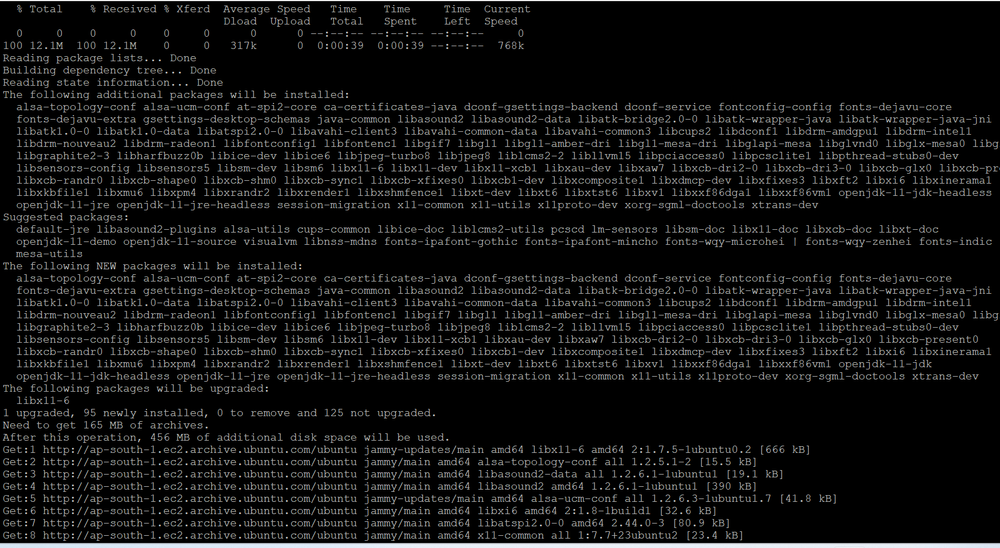 % Total    % Received % Xferd  Average Speed   Time    Time     Time  Current
                                 Dload  Upload   Total   Spent    Left  Speed
  0     0    0     0    0     0      0      0 --:--:-- --:--:-- --:--:--     0
100 12.1M  100 12.1M    0     0   317k      0  0:00:39  0:00:39 --:--:--  768k
Reading package lists... Done
Building dependency tree... Done
Reading state information... Done
The following additional packages will be installed:
  alsa-topology-conf alsa-ucm-conf at-spi2-core ca-certificates-java dconf-gsettings-backend dconf-service fontconfig-config fonts-dejavu-core
  fonts-dejavu-extra gsettings-desktop-schemas java-common libasound2 libasound2-data libatk-bridge2.0-0 libatk-wrapper-java libatk-wrapper-java-jni
  libatk1.0-0 libatk1.0-data libatspi2.0-0 libavahi-client3 libavahi-common-data libavahi-common3 libcups2 libdconf1 libdrm-amdgpu1 libdrm-intel1
  libdrm-nouveau2 libdrm-radeon1 libfontconfig1 libfontenc1 libgif7 libgl1 libgl1-amber-dri libgl1-mesa-dri libglapi-mesa libglvnd0 libglx-mesa0 libg
  libgraphite2-3 libharfbuzz0b libice-dev libice6 libjpeg-turbo8 libjpeg8 liblcms2-2 libllvm15 libpciaccess0 libpcsclite1 libpthread-stubs0-dev
  libsensors-config libsensors5 libsm-dev libsm6 libx11-6 libx11-dev libx11-xcb1 libxau-dev libxaw7 libxcb-dri2-0 libxcb-dri3-0 libxcb-glx0 libxcb-pr
  libxcb-randr0 libxcb-shape0 libxcb-shm0 libxcb-sync1 libxcb-xfixes0 libxcb1-dev libxcomposite1 libxdmcp-dev libxfixes3 libxft2 libxi6 libxinerama1
  libxkbfile1 libxmu6 libxpm4 libxrandr2 libxrender1 libxshmfence1 libxt-dev libxt6 libxtst6 libxv1 libxxf86dga1 libxxf86vm1 openjdk-11-jdk-headless
  openjdk-11-jre openjdk-11-jre-headless session-migration x11-common x11-utils x11proto-dev xorg-sgml-doctools xtrans-dev
Suggested packages:
  default-jre libasound2-plugins alsa-utils cups-common libice-doc liblcms2-utils pcscd lm-sensors libsm-doc libx11-doc libxcb-doc libxt-doc
  openjdk-11-demo openjdk-11-source visualvm libnss-mdns fonts-ipafont-gothic fonts-ipafont-mincho fonts-wqy-microhei | fonts-wqy-zenhei fonts-indic
  mesa-utils
The following NEW packages will be installed:
  alsa-topology-conf alsa-ucm-conf at-spi2-core ca-certificates-java dconf-gsettings-backend dconf-service fontconfig-config fonts-dejavu-core
  fonts-dejavu-extra gsettings-desktop-schemas java-common libasound2 libasound2-data libatk-bridge2.0-0 libatk-wrapper-java libatk-wrapper-java-jni
  libatk1.0-0 libatk1.0-data libatspi2.0-0 libavahi-client3 libavahi-common-data libavahi-common3 libcups2 libdconf1 libdrm-amdgpu1 libdrm-intel1
  libdrm-nouveau2 libdrm-radeon1 libfontconfig1 libfontenc1 libgif7 libgl1 libgl1-amber-dri libgl1-mesa-dri libglapi-mesa libglvnd0 libglx-mesa0 libg
  libgraphite2-3 libharfbuzz0b libice-dev libice6 libjpeg-turbo8 libjpeg8 liblcms2-2 libllvm15 libpciaccess0 libpcsclite1 libpthread-stubs0-dev
  libsensors-config libsensors5 libsm-dev libsm6 libx11-dev libx11-xcb1 libxau-dev libxaw7 libxcb-dri2-0 libxcb-dri3-0 libxcb-glx0 libxcb-present0
  libxcb-randr0 libxcb-shape0 libxcb-shm0 libxcb-sync1 libxcb-xfixes0 libxcb1-dev libxcomposite1 libxdmcp-dev libxfixes3 libxft2 libxi6 libxinerama1
  libxkbfile1 libxmu6 libxpm4 libxrandr2 libxrender1 libxshmfence1 libxt-dev libxt6 libxtst6 libxv1 libxxf86dga1 libxxf86vm1 openjdk-11-jdk
  openjdk-11-jdk-headless openjdk-11-jre openjdk-11-jre-headless session-migration x11-common x11-utils x11proto-dev xorg-sgml-doctools xtrans-dev
The following packages will be upgraded:
  libx11-6
1 upgraded, 95 newly installed, 0 to remove and 125 not upgraded.
Need to get 165 MB of archives.
After this operation, 456 MB of additional disk space will be used.
Get:1 http://ap-south-1.ec2.archive.ubuntu.com/ubuntu jammy-updates/main amd64 libx11-6 amd64 2:1.7.5-1ubuntu0.2 [666 kB]
Get:2 http://ap-south-1.ec2.archive.ubuntu.com/ubuntu jammy/main amd64 alsa-topology-conf all 1.2.5.1-2 [15.5 kB]
Get:3 http://ap-south-1.ec2.archive.ubuntu.com/ubuntu jammy/main amd64 libasound2-data all 1.2.6.1-1ubuntu1 [19.1 kB]
Get:4 http://ap-south-1.ec2.archive.ubuntu.com/ubuntu jammy/main amd64 libasound2 amd64 1.2.6.1-1ubuntu1 [390 kB]
Get:5 http://ap-south-1.ec2.archive.ubuntu.com/ubuntu jammy-updates/main amd64 alsa-ucm-conf all 1.2.6.3-1ubuntu1.7 [41.8 kB]
Get:6 http://ap-south-1.ec2.archive.ubuntu.com/ubuntu jammy/main amd64 libxi6 amd64 2:1.8-1build1 [32.6 kB]
Get:7 http://ap-south-1.ec2.archive.ubuntu.com/ubuntu jammy/main amd64 libatspi2.0-0 amd64 2.44.0-3 [80.9 kB]
Get:8 http://ap-south-1.ec2.archive.ubuntu.com/ubuntu jammy/main amd64 x11-common all 1:7.7+23ubuntu2 [23.4 kB]